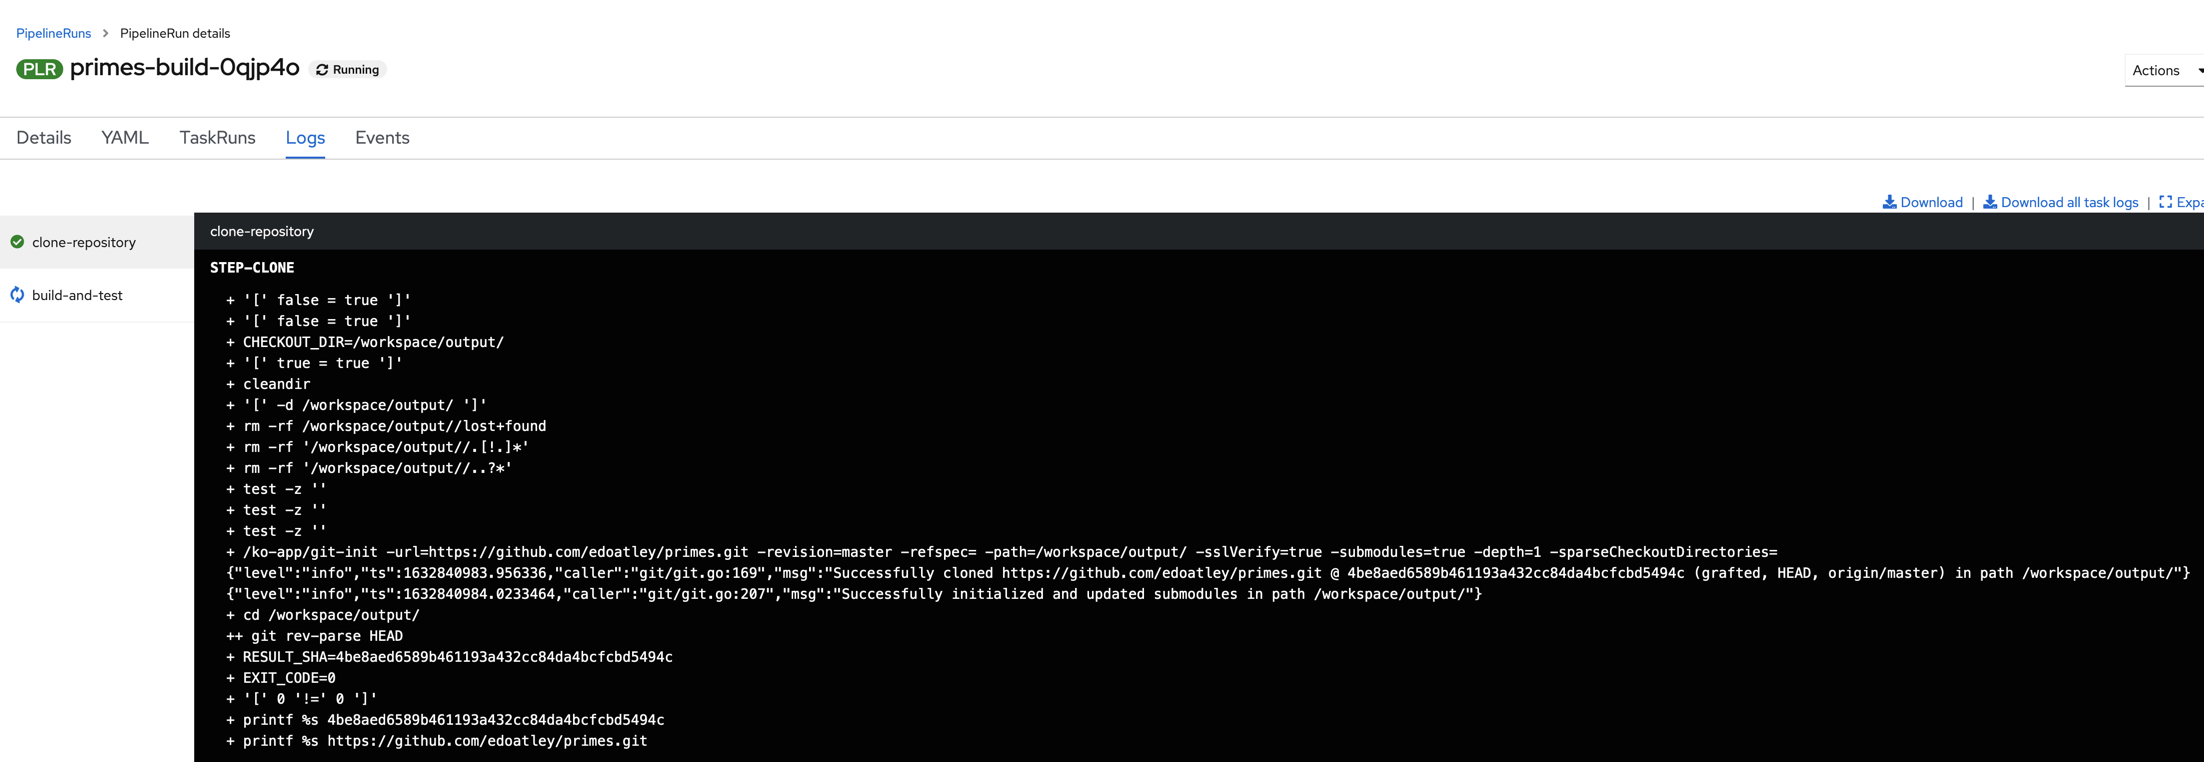 PipelineRuns > PipelineRun details
PLR primes-build-0qjp4o Running
Actions
Details YAML TaskRuns Logs Events
Download | Download all task logs | Expa
clone-repository
build-and-test
clone-repository
STEP-CLONE
+ '[' false = true ']'
+ '[' false = true ']'
+ CHECKOUT_DIR=/workspace/output/
+ '[' true = true ']'
+ cleandir
+ '[' -d /workspace/output/ ']'
+ rm -rf /workspace/output//lost+found
+ rm -rf '/workspace/output//.[!.]*'
+ rm -rf '/workspace/output//..?*'
+ test -z ''
+ test -z ''
+ test -z ''
+ /ko-app/git-init -url=https://github.com/edoatley/primes.git -revision=master -refspec= -path=/workspace/output/ -sslVerify=true -submodules=true -depth=1 -sparseCheckoutDirectories=
{"level":"info","ts":1632840983.956336,"caller":"git/git.go:169","msg":"Successfully cloned https://github.com/edoatley/primes.git @ 4be8aed6589b461193a432cc84da4bcfcbd5494c (grafted, HEAD, origin/master) in path /workspace/output/"}
{"level":"info","ts":1632840984.0233464,"caller":"git/git.go:207","msg":"Successfully initialized and updated submodules in path /workspace/output/"}
+ cd /workspace/output/
++ git rev-parse HEAD
+ RESULT_SHA=4be8aed6589b461193a432cc84da4bcfcbd5494c
+ EXIT_CODE=0
+ '[' 0 '!=' 0 ']'
+ printf %s 4be8aed6589b461193a432cc84da4bcfcbd5494c
+ printf %s https://github.com/edoatley/primes.git